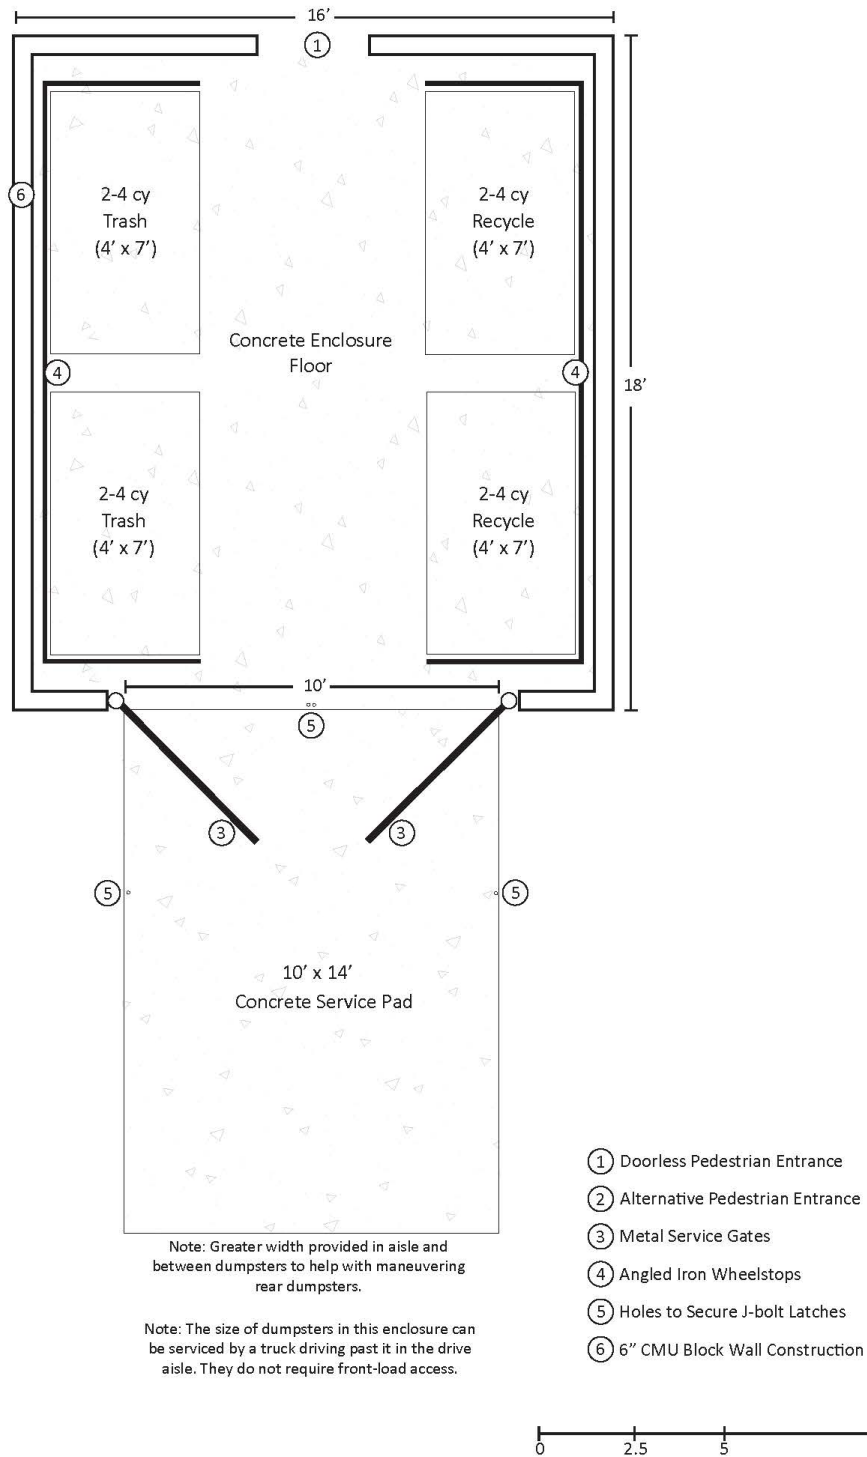 16’
1
6
2-4 cy
Trash
(4’ x 7’)
2-4 cy
Recycle
(4’ x 7’)
Concrete Enclosure
Floor
4
4
18’
2-4 cy
Trash
(4’ x 7’)
2-4 cy
Recycle
(4’ x 7’)
10’
5
3
3
5
5
10’ x 14’
Concrete Service Pad
Note: Greater width provided in aisle and
between dumpsters to help with maneuvering
rear dumpsters.
Note: The size of dumpsters in this enclosure can
be serviced by a truck driving past it in the drive
aisle. They do not require front-load access.
1 Doorless Pedestrian Entrance
2 Alternative Pedestrian Entrance
3 Metal Service Gates
4 Angled Iron Wheelstops
5 Holes to Secure J-bolt Latches
6 6” CMU Block Wall Construction
0 2.5 5